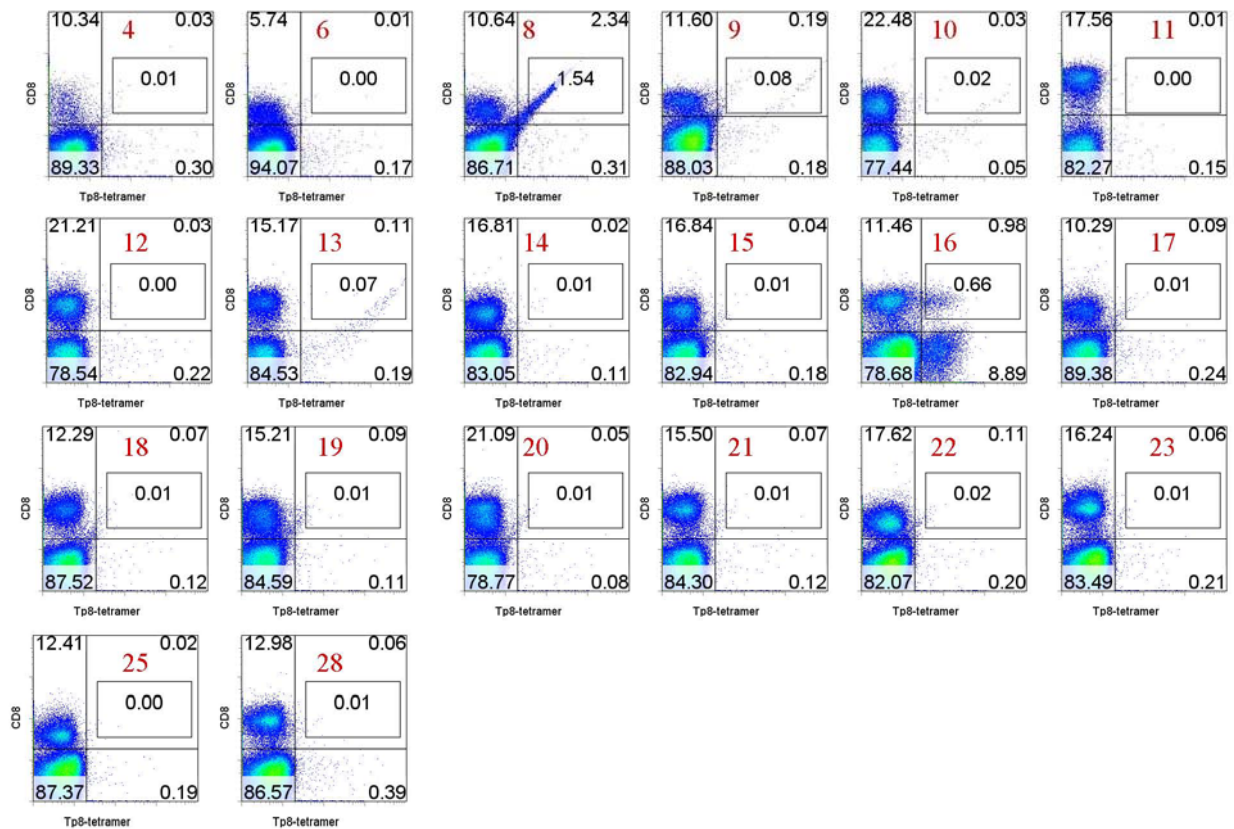 10.34 4 0.03 5.74 6 0.01 10.64 8 2.34 11.60 9 0.19 22.48 10 0.03 17.56 11 0.01
0.01 0.00 1.54 0.08 0.02 0.00
CD8 CD8 CD8 CD8 CD8 CD8
89.33 0.30 94.07 0.17 86.71 0.31 88.03 0.18 77.44 0.05 82.27 0.15
Tp8-tetramer Tp8-tetramer Tp8-tetramer Tp8-tetramer Tp8-tetramer Tp8-tetramer
21.21 12 0.03 15.17 13 0.11 16.81 14 0.02 16.84 15 0.04 11.46 16 0.98 10.29 17 0.09
0.00 0.07 0.01 0.01 0.66 0.01
CD8 CD8 CD8 CD8 CD8 CD8
78.54 0.22 84.53 0.19 83.05 0.11 82.94 0.18 78.68 8.89 89.38 0.24
Tp8-tetramer Tp8-tetramer Tp8-tetramer Tp8-tetramer Tp8-tetramer Tp8-tetramer
12.29 18 0.07 15.21 19 0.09 21.09 20 0.05 15.50 21 0.07 17.62 22 0.11 16.24 23 0.06
0.01 0.01 0.01 0.01 0.02 0.01
CD8 CD8 CD8 CD8 CD8 CD8
87.52 0.12 84.59 0.11 78.77 0.08 84.30 0.12 82.07 0.20 83.49 0.21
Tp8-tetramer Tp8-tetramer Tp8-tetramer Tp8-tetramer Tp8-tetramer Tp8-tetramer
12.41 25 0.02 12.98 28 0.06
0.00 0.01
CD8 CD8
87.37 0.19 86.57 0.39
Tp8-tetramer Tp8-tetramer